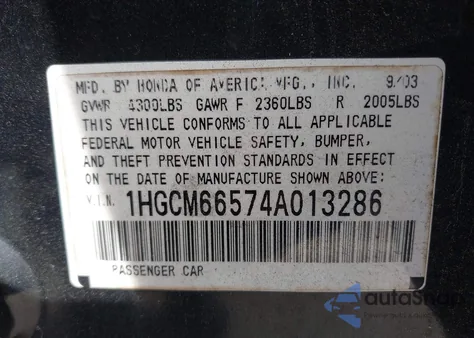 MFD. BY HONDA OF AMERICA MFG., INC. 9/03
GVWR 4300LBS GAWR F 2360LBS R 2005LBS
THIS VEHICLE CONFORMS TO ALL APPLICABLE
FEDERAL MOTOR VEHICLE SAFETY, BUMPER,
AND THEFT PREVENTION STANDARDS IN EFFECT
ON THE DATE OF MANUFACTURE SHOWN ABOVE:
V.I.N. 1HGCM66574A013286
PASSENGER CAR